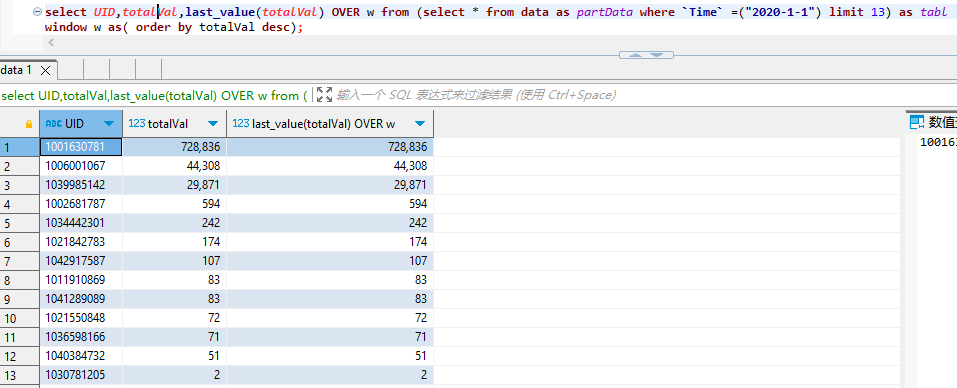 select UID,totalVal,last_value(totalVal) OVER w from (select * from data as partData where `Time` =("2020-1-1") limit 13) as tabl
window w as( order by totalVal desc);
data 1
select UID,totalVal,last_value(totalVal) OVER w from (
输入一个 SQL 表达式来过滤结果 (使用 Ctrl+Space)
ABC UID 123 totalVal 123 last_value(totalVal) OVER w
1 1001630781 728,836 728,836
2 1006001067 44,308 44,308
3 1039985142 29,871 29,871
4 1002681787 594 594
5 1034442301 242 242
6 1021842783 174 174
7 1042917587 107 107
8 1011910869 83 83
9 1041289089 83 83
10 1021550848 72 72
11 1036598166 71 71
12 1040384732 51 51
13 1030781205 2 2
数值
10016